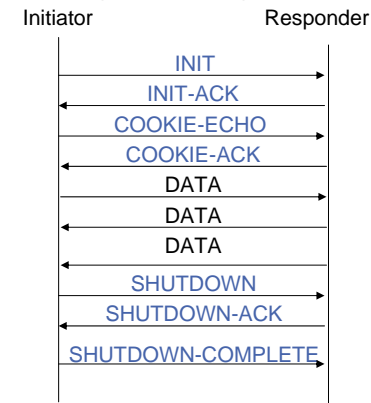 Initiator Responder
INIT
INIT-ACK
COOKIE-ECHO
COOKIE-ACK
DATA
DATA
DATA
SHUTDOWN
SHUTDOWN-ACK
SHUTDOWN-COMPLETE